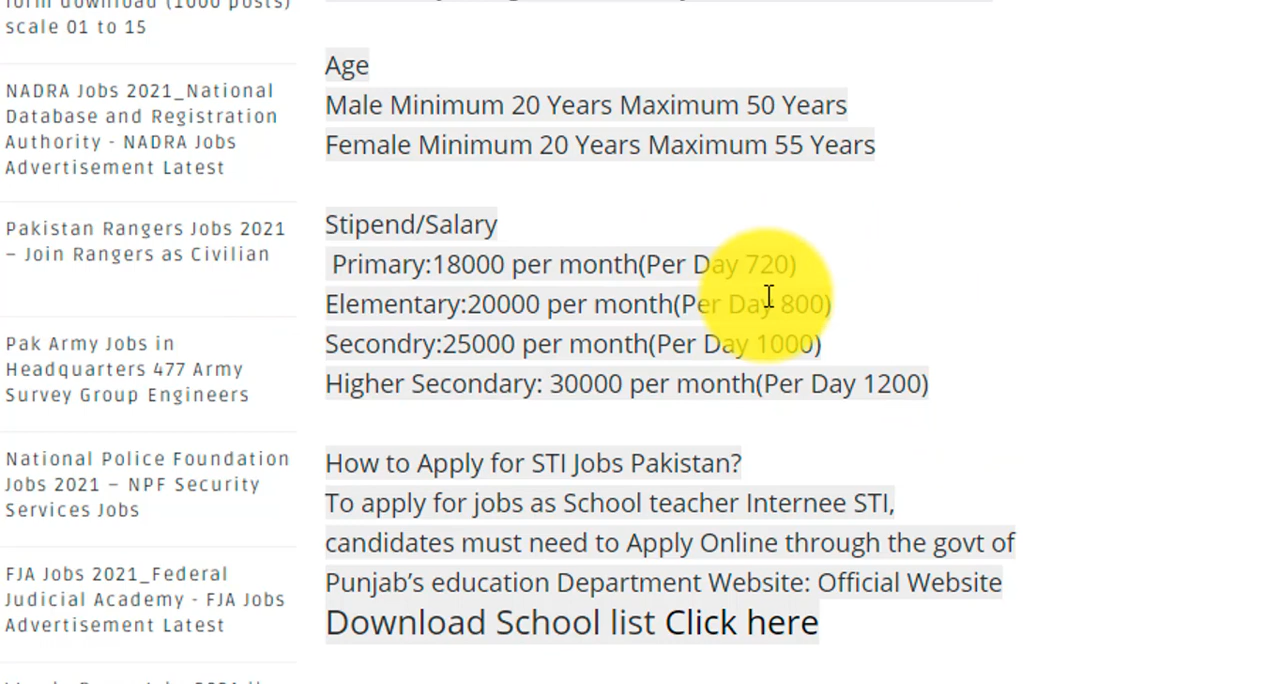 form download (1000 posts)
scale 01 to 15
NADRA Jobs 2021_National
Database and Registration
Authority - NADRA Jobs
Advertisement Latest
Pakistan Rangers Jobs 2021
– Join Rangers as Civilian
Pak Army Jobs in
Headquarters 477 Army
Survey Group Engineers
National Police Foundation
Jobs 2021 – NPF Security
Services Jobs
FJA Jobs 2021_Federal
Judicial Academy - FJA Jobs
Advertisement Latest
Age
Male Minimum 20 Years Maximum 50 Years
Female Minimum 20 Years Maximum 55 Years
Stipend/Salary
Primary:18000 per month(Per Day 720)
Elementary:20000 per month(Per Day 800)
Secondry:25000 per month(Per Day 1000)
Higher Secondary: 30000 per month(Per Day 1200)
How to Apply for STI Jobs Pakistan?
To apply for jobs as School teacher Internee STI,
candidates must need to Apply Online through the govt of
Punjab’s education Department Website: Official Website
Download School list Click here